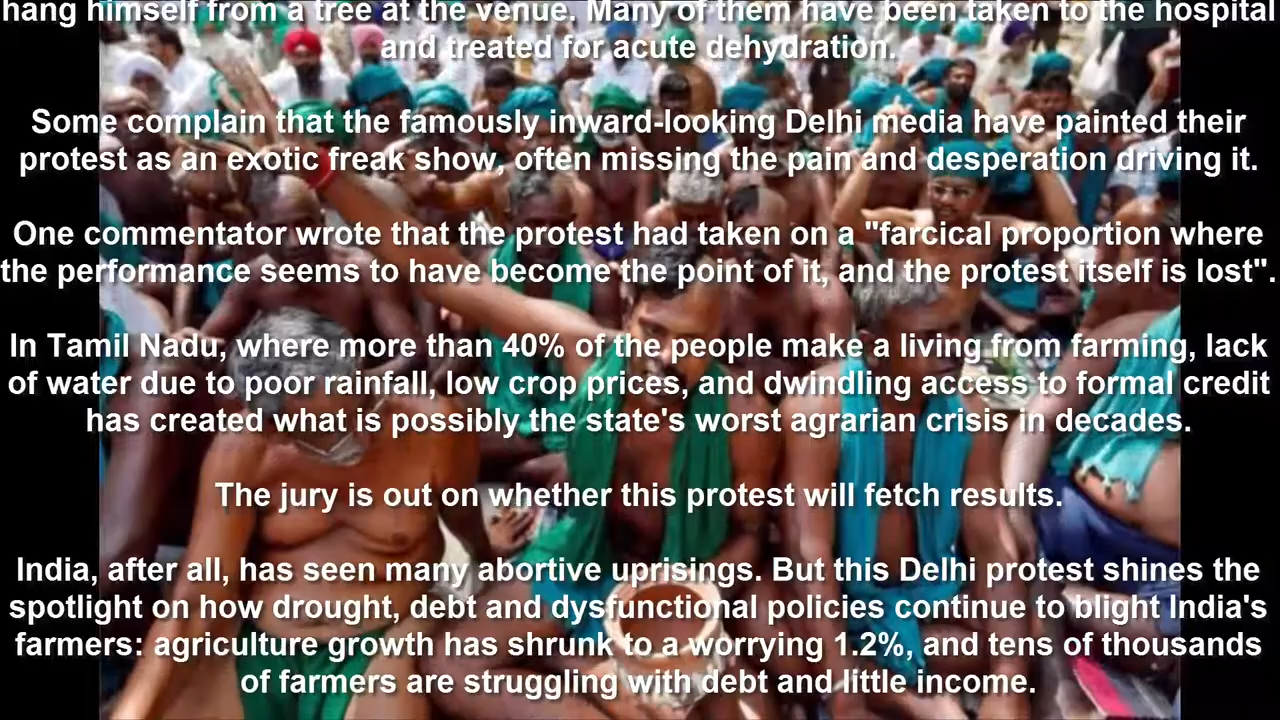 hang himself from a tree at the venue. Many of them have been taken to the hospital
and treated for acute dehydration.
Some complain that the famously inward-looking Delhi media have painted their
protest as an exotic freak show, often missing the pain and desperation driving it.
One commentator wrote that the protest had taken on a "farcical proportion where
the performance seems to have become the point of it, and the protest itself is lost".
In Tamil Nadu, where more than 40% of the people make a living from farming, lack
of water due to poor rainfall, low crop prices, and dwindling access to formal credit
has created what is possibly the state's worst agrarian crisis in decades.
The jury is out on whether this protest will fetch results.
India, after all, has seen many abortive uprisings. But this Delhi protest shines the
spotlight on how drought, debt and dysfunctional policies continue to blight India's
farmers: agriculture growth has shrunk to a worrying 1.2%, and tens of thousands
of farmers are struggling with debt and little income.